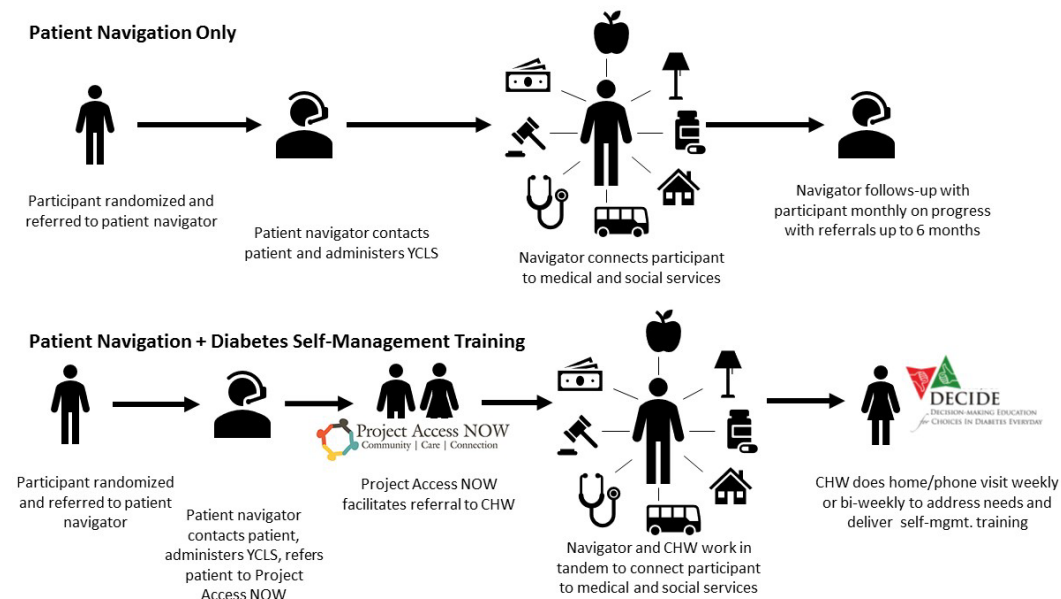 Patient Navigation Only
Participant randomized and
referred to patient navigator
Patient navigator contacts
patient and administers YCLS
Navigator connects participant
to medical and social services
Navigator follows-up with
participant monthly on progress
with referrals up to 6 months
Patient Navigation + Diabetes Self-Management Training
Participant randomized
and referred to patient
navigator
Patient navigator
contacts patient,
administers YCLS, refers
patient to Project
Access NOW
Project Access NOW
Community | Care | Connection
Project Access NOW
facilitates referral to CHW
Navigator and CHW work in
tandem to connect participant
to medical and social services
DECIDE
DECISION-MAKING EDUCATION
for CHOICES IN DIABETES EVERYDAY
CHW does home/phone visit weekly
or bi-weekly to address needs and
deliver self-mgmt. training